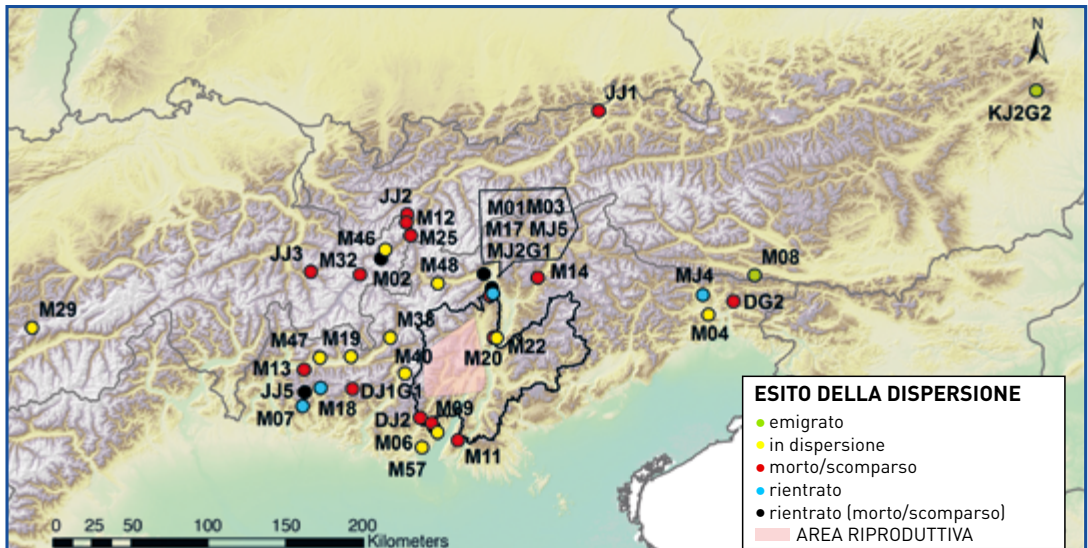 N
JJ1
KJ2G2
M01 M03
M17 MJ5
MJ2G1
JJ2
M12
M25
M46
JJ3
M32
M02
M48
M14
M08
MJ4
DG2
M04
M29
M38
M47
M19
M20
M22
M13
M40
JJ5
DJ1G1
M18
M07
DJ2
M09
M06
M11
M57
0 25 50 100 150 200
Kilometers
ESITO DELLA DISPERSIONE
emigrato
in dispersione
morto/scomparso
rientrato
rientrato (morto/scomparso)
AREA RIPRODUTTIVA